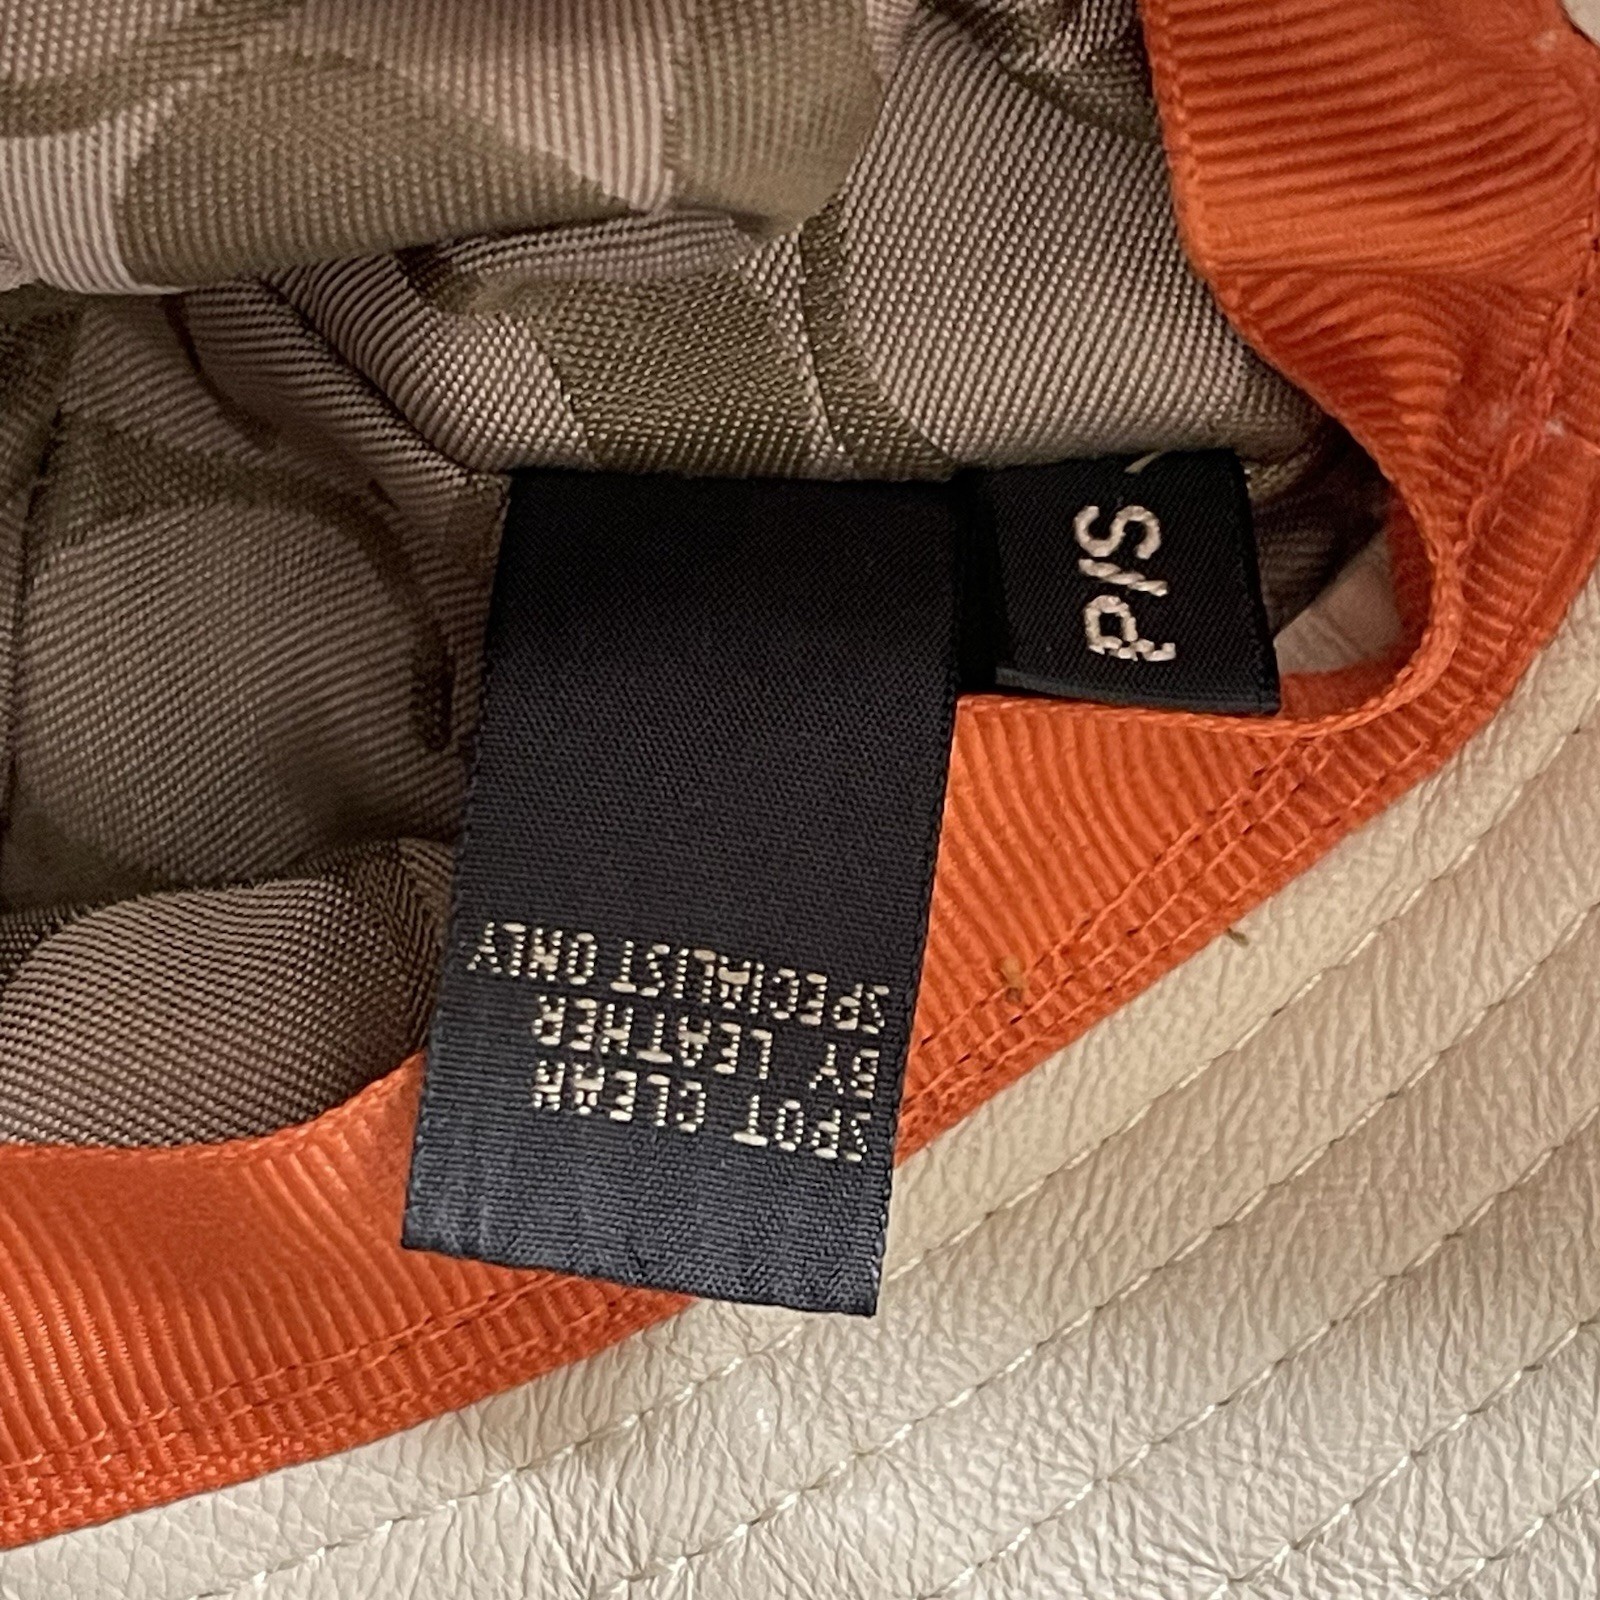 P/S
SPOT CLEAN
BY LEATHER
SPECIALIST ONLY